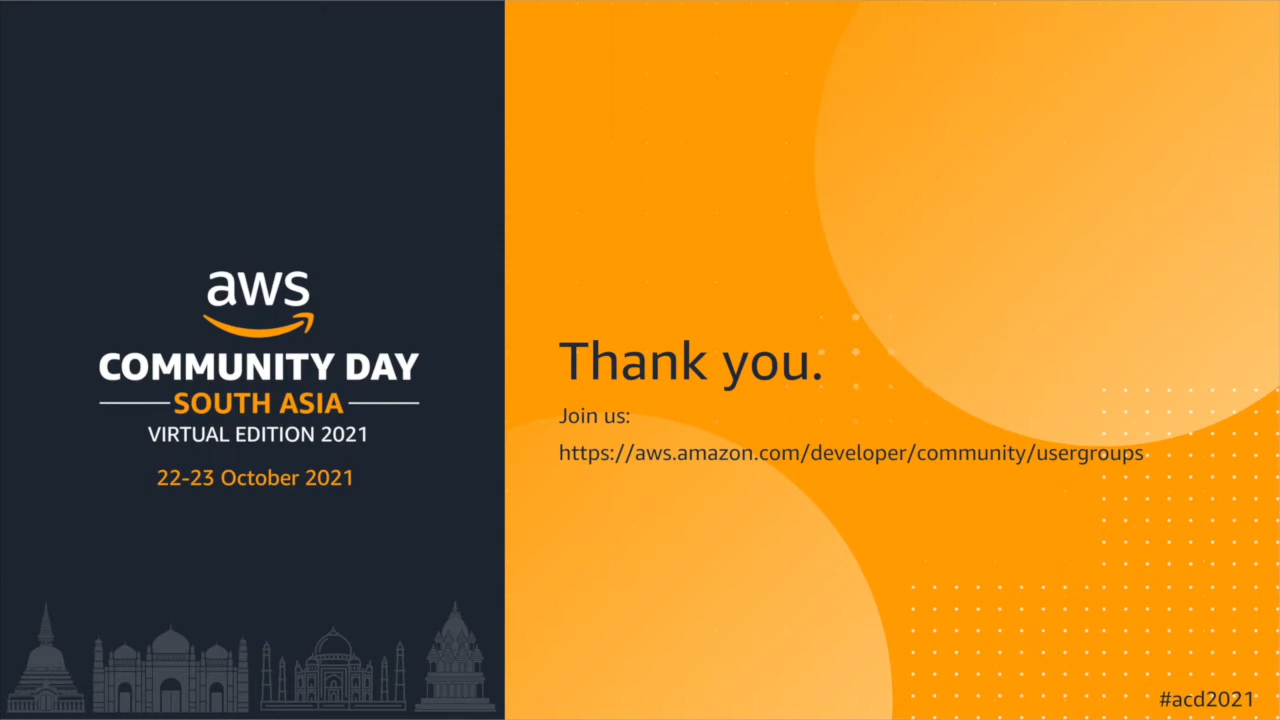 aws
COMMUNITY DAY
SOUTH ASIA
VIRTUAL EDITION 2021
22-23 October 2021
Thank you.
Join us:
https://aws.amazon.com/developer/community/usergroups
#acd2021